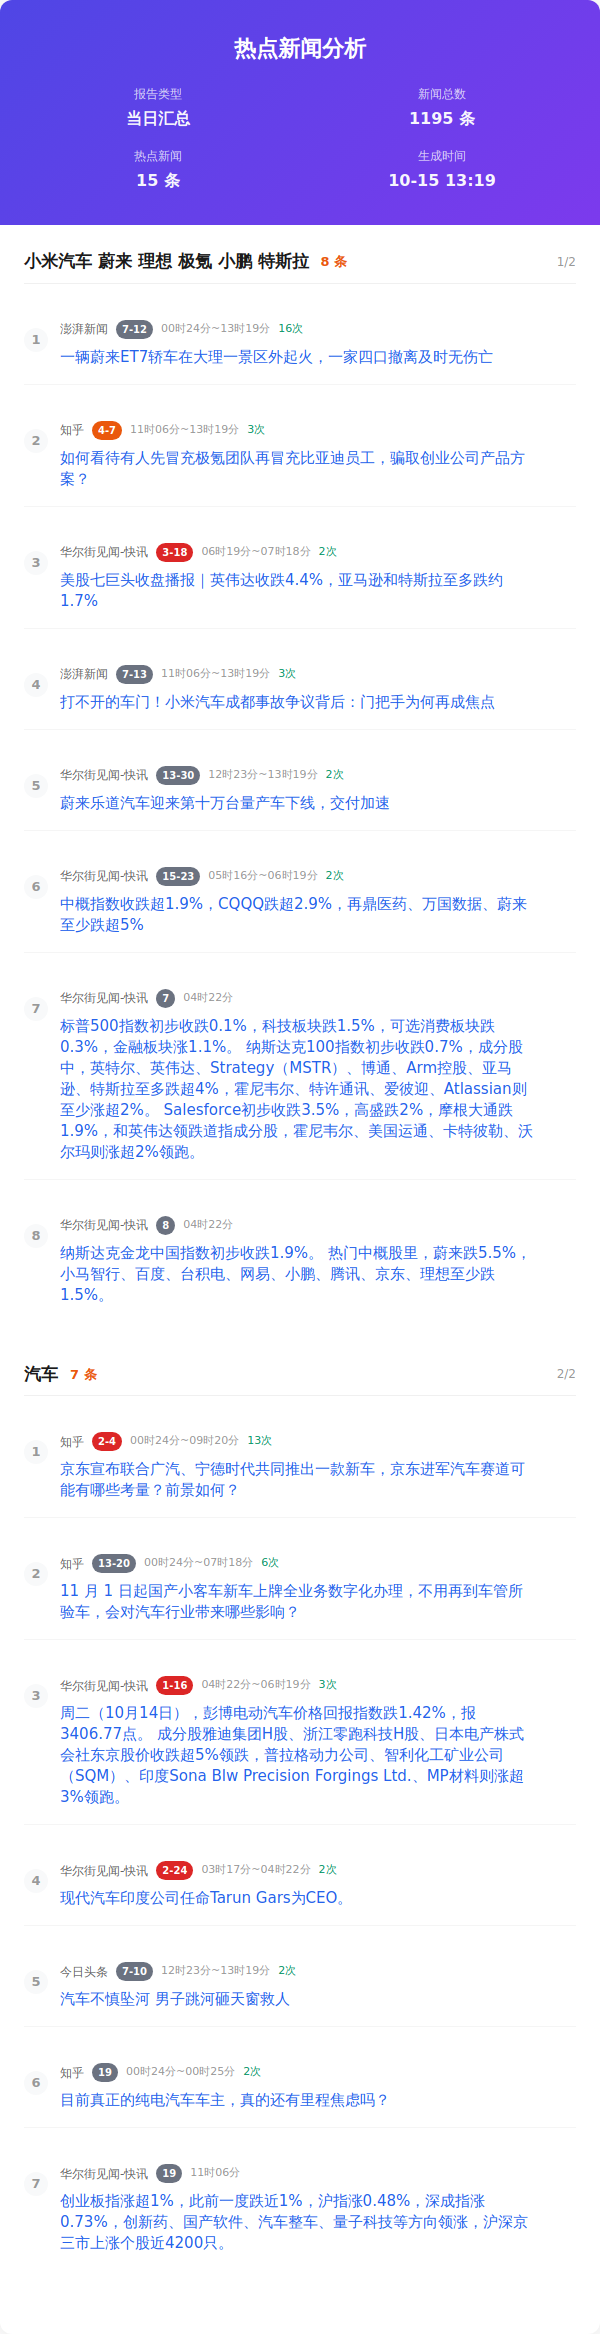 热点新闻分析
报告类型
新闻总数
当日汇总
1195 条
热点新闻
生成时间
15 条
10-15 13:19
小米汽车 蔚来 理想 极氪 小鹏 特斯拉 8 条 1/2
1
澎湃新闻 7-12 00时24分~13时19分 16次
一辆蔚来ET7轿车在大理一景区外起火，一家四口撤离及时无伤亡
2
知乎 4-7 11时06分~13时19分 3次
如何看待有人先冒充极氪团队再冒充比亚迪员工，骗取创业公司产品方
案？
3
华尔街见闻-快讯 3-18 06时19分~07时18分 2次
美股七巨头收盘播报｜英伟达收跌4.4%，亚马逊和特斯拉至多跌约
1.7%
4
澎湃新闻 7-13 11时06分~13时19分 3次
打不开的车门！小米汽车成都事故争议背后：门把手为何再成焦点
5
华尔街见闻-快讯 13-30 12时23分~13时19分 2次
蔚来乐道汽车迎来第十万台量产车下线，交付加速
6
华尔街见闻-快讯 15-23 05时16分~06时19分 2次
中概指数收跌超1.9%，CQQQ跌超2.9%，再鼎医药、万国数据、蔚来
至少跌超5%
7
华尔街见闻-快讯 7 04时22分
标普500指数初步收跌0.1%，科技板块跌1.5%，可选消费板块跌
0.3%，金融板块涨1.1%。 纳斯达克100指数初步收跌0.7%，成分股
中，英特尔、英伟达、Strategy（MSTR）、博通、Arm控股、亚马
逊、特斯拉至多跌超4%，霍尼韦尔、特许通讯、爱彼迎、Atlassian则
至少涨超2%。 Salesforce初步收跌3.5%，高盛跌2%，摩根大通跌
1.9%，和英伟达领跌道指成分股，霍尼韦尔、美国运通、卡特彼勒、沃
尔玛则涨超2%领跑。
8
华尔街见闻-快讯 8 04时22分
纳斯达克金龙中国指数初步收跌1.9%。 热门中概股里，蔚来跌5.5%，
小马智行、百度、台积电、网易、小鹏、腾讯、京东、理想至少跌
1.5%。
汽车 7 条 2/2
1
知乎 2-4 00时24分~09时20分 13次
京东宣布联合广汽、宁德时代共同推出一款新车，京东进军汽车赛道可
能有哪些考量？前景如何？
2
知乎 13-20 00时24分~07时18分 6次
11 月 1 日起国产小客车新车上牌全业务数字化办理，不用再到车管所
验车，会对汽车行业带来哪些影响？
3
华尔街见闻-快讯 1-16 04时22分~06时19分 3次
周二（10月14日），彭博电动汽车价格回报指数跌1.42%，报
3406.77点。 成分股雅迪集团H股、浙江零跑科技H股、日本电产株式
会社东京股价收跌超5%领跌，普拉格动力公司、智利化工矿业公司
（SQM）、印度Sona Blw Precision Forgings Ltd.、MP材料则涨超
3%领跑。
4
华尔街见闻-快讯 2-24 03时17分~04时22分 2次
现代汽车印度公司任命Tarun Gars为CEO。
5
今日头条 7-10 12时23分~13时19分 2次
汽车不慎坠河 男子跳河砸天窗救人
6
知乎 19 00时24分~00时25分 2次
目前真正的纯电汽车车主，真的还有里程焦虑吗？
7
华尔街见闻-快讯 19 11时06分
创业板指涨超1%，此前一度跌近1%，沪指涨0.48%，深成指涨
0.73%，创新药、国产软件、汽车整车、量子科技等方向领涨，沪深京
三市上涨个股近4200只。